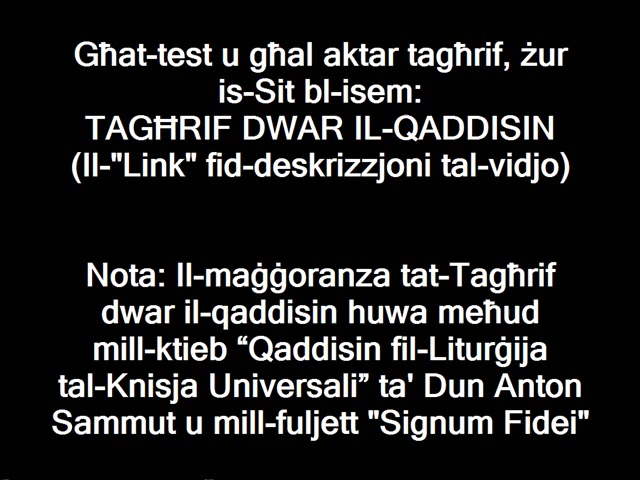 Għat-test u għal aktar tagħrif, żur
is-Sit bl-isem:
TAGĦRIF DWAR IL-QADDISIN
(Il-"Link" fid-deskrizzjoni tal-vidjo)
Nota: Il-maġġoranza tat-Tagħrif
dwar il-qaddisin huwa meħud
mill-ktieb “Qaddisin fil-Liturġija
tal-Knisja Universali” ta' Dun Anton
Sammut u mill-fuljett "Signum Fidei"